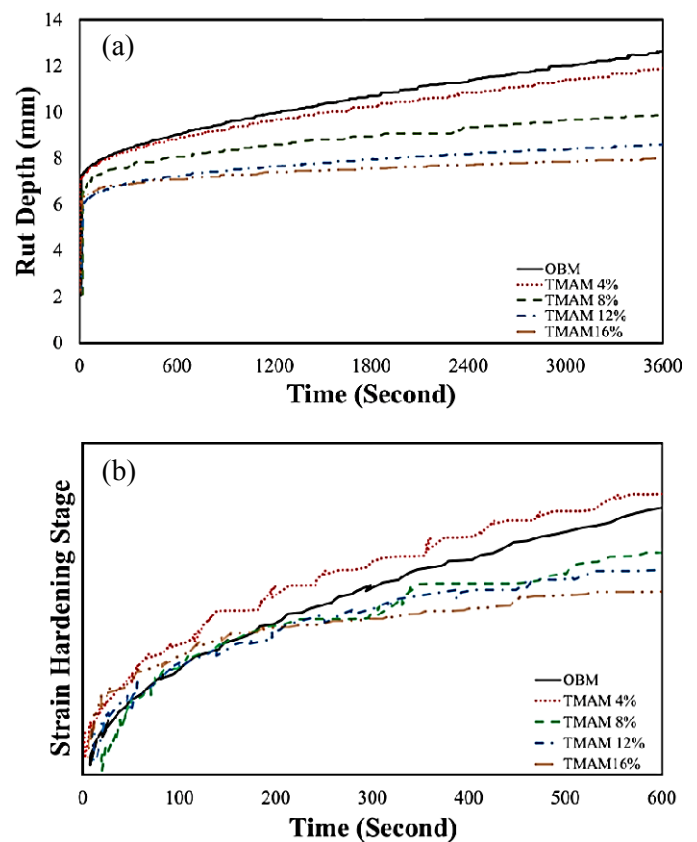 (a)
14
12
10
8
6
4
2
0
Rut Depth (mm)
OBM
TMAM 4%
TMAM 8%
TMAM 12%
TMAM16%
0 600 1200 1800 2400 3000 3600
Time (Second)
(b)
Strain Hardening Stage
OBM
TMAM 4%
TMAM 8%
TMAM 12%
TMAM16%
0 100 200 300 400 500 600
Time (Second)